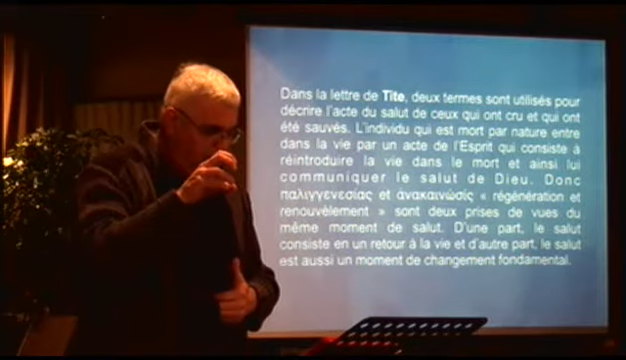 Dans la lettre de Tite, deux termes sont utilisés pour
décrire l'acte du salut de ceux qui ont cru et qui ont
été sauvés. L'individu qui est mort par nature entre
dans la vie par un acte de l'Esprit qui consiste à
réintroduire la vie dans le mort et ainsi lui
communiquer le salut de Dieu. Donc
παλιγγενεσίας et ἀνακαινώσίς « régénération et
renouvèlement » sont deux prises de vues du
même moment de salut. D'une part, le salut
consiste en un retour à la vie et d'autre part, le salut
est aussi un moment de changement fondamental.